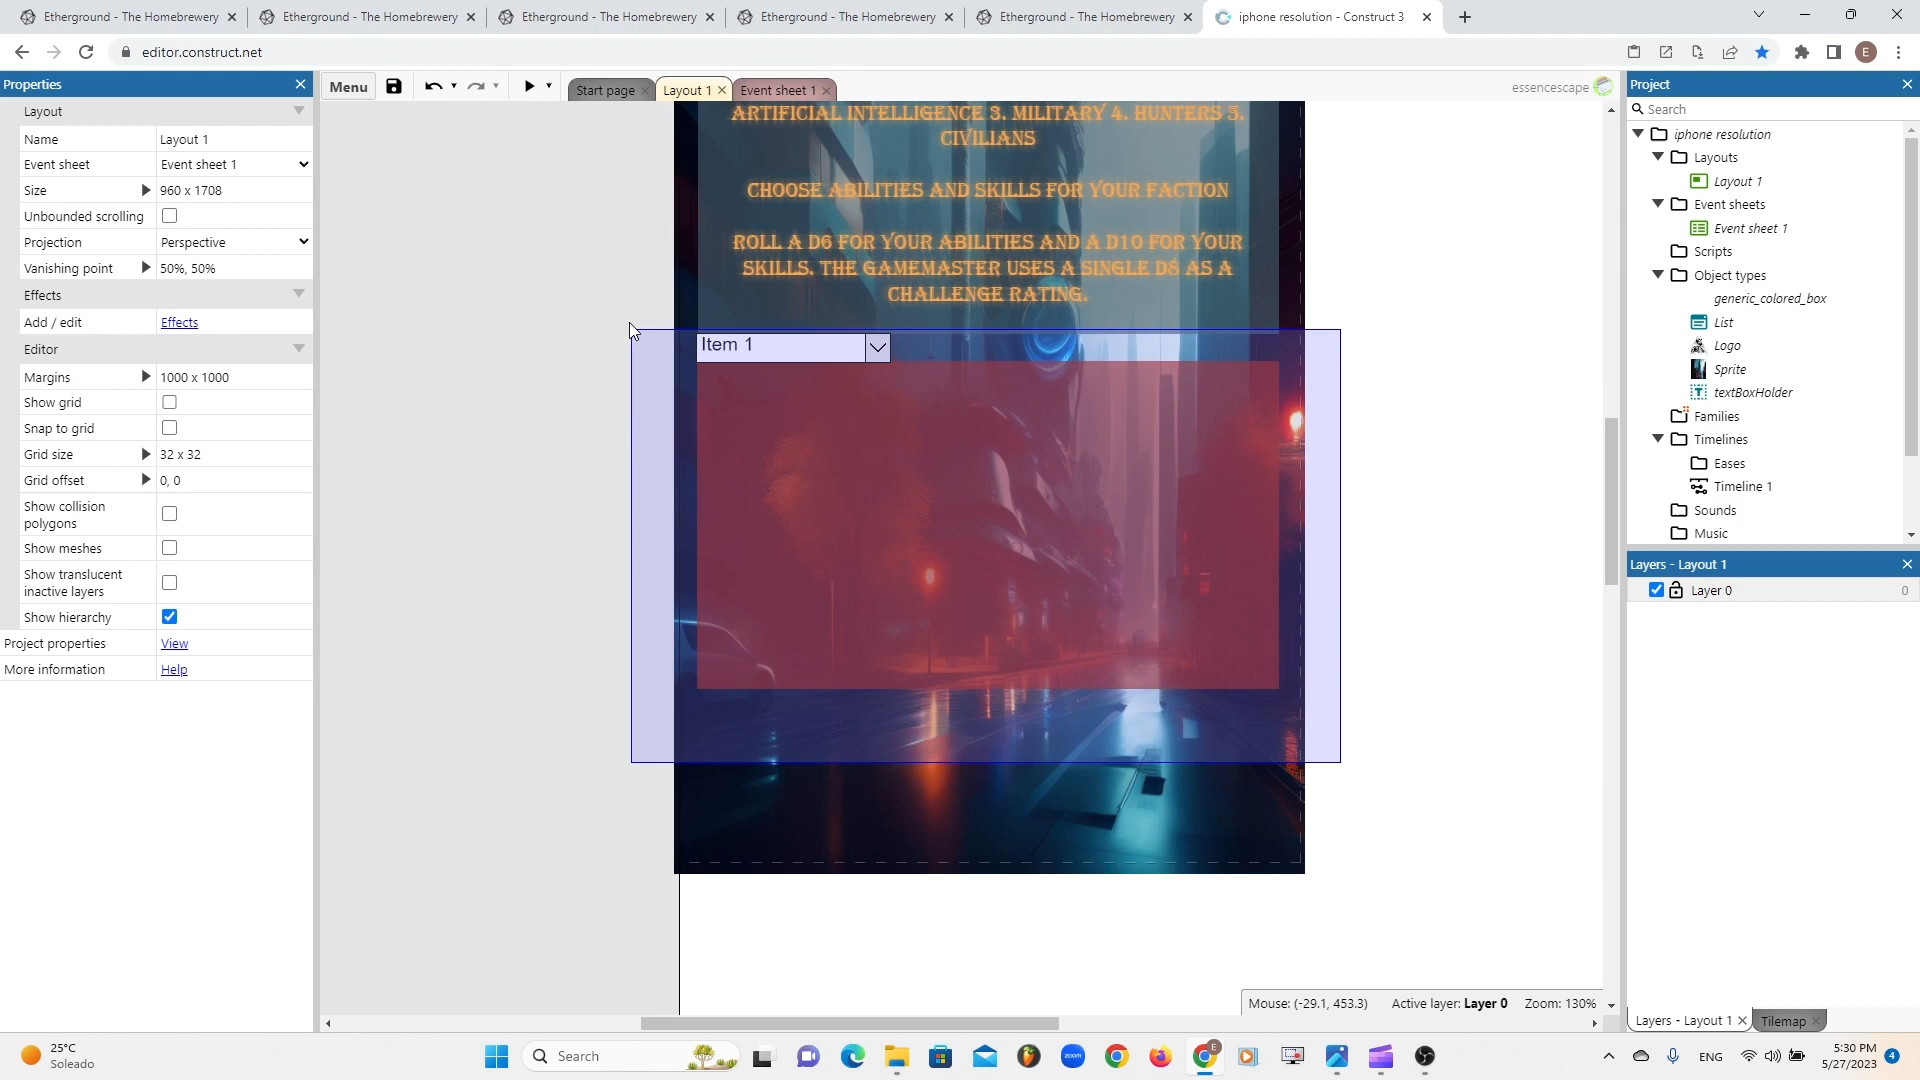 Etherground - The Homebrewery
Etherground - The Homebrewery
Etherground - The Homebrewery
Etherground - The Homebrewery
Etherground - The Homebrewery
iphone resolution - Construct 3
editor.construct.net
E
Properties
Menu
Start page
Layout 1
Event sheet 1
essencescape
Project
Layout
Name
Layout 1
Event sheet
Event sheet 1
Size
960 x 1708
Unbounded scrolling
Projection
Perspective
Vanishing point
50%, 50%
Effects
Add / edit
Effects
Editor
Margins
1000 x 1000
Show grid
Snap to grid
Grid size
32 x 32
Grid offset
0, 0
Show collision
polygons
Show meshes
Show translucent
inactive layers
Show hierarchy
Project properties
View
More information
Help
ARTIFICIAL INTELLIGENCE 3. MILITARY 4. HUNTERS 5.
CIVILIANS
CHOOSE ABILITIES AND SKILLS FOR YOUR FACTION
ROLL A D6 FOR YOUR ABILITIES AND A D10 FOR YOUR
SKILLS. THE GAMEMASTER USES A SINGLE D8 AS A
CHALLENGE RATING.
Item 1
Mouse: (-29.1, 453.3)
Active layer: Layer 0
Zoom: 130%
Search
iphone resolution
Layouts
Layout 1
Event sheets
Event sheet 1
Scripts
Object types
generic_colored_box
List
Logo
Sprite
textBoxHolder
Families
Timelines
Eases
Timeline 1
Sounds
Music
Layers - Layout 1
Layer 0
0
Layers - Layout 1
Tilemap
25°C
Soleado
Search
zoom
ENG
5:30 PM
5/27/2023
4